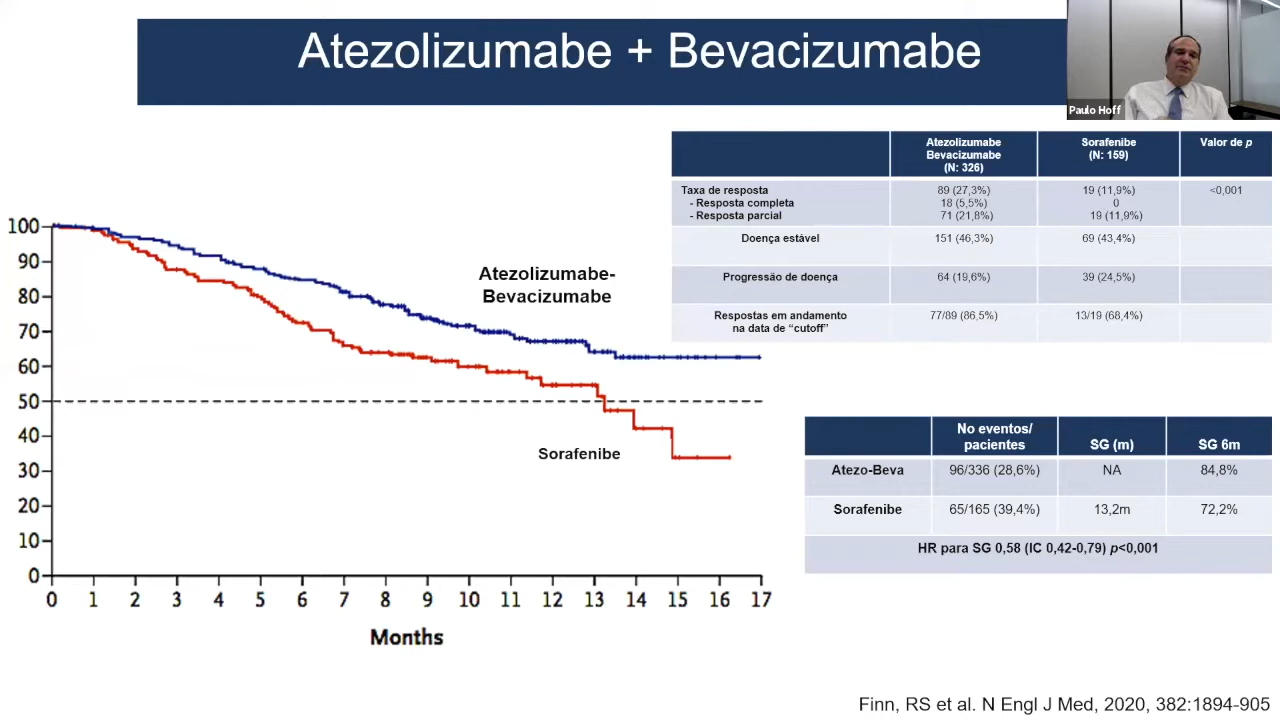 Atezolizumabe + Bevacizumabe
Paulo Hoff
Atezolizumabe
Bevacizumabe
(N: 326)
Sorafenibe
(N: 159)
Valor de p
Taxa de resposta
- Resposta completa
- Resposta parcial
89 (27,3%)
18 (5,5%)
71 (21,8%)
19 (11,9%)
0
19 (11,9%)
<0,001
Doença estável
151 (46,3%)
69 (43,4%)
Progressão de doença
64 (19,6%)
39 (24,5%)
Respostas em andamento
na data de “cutoff”
77/89 (86,5%)
13/19 (68,4%)
100
90
80
70
60
50
40
30
20
10
0
Atezolizumabe-
Bevacizumabe
Sorafenibe
0 1 2 3 4 5 6 7 8 9 10 11 12 13 14 15 16 17
Months
No eventos/
pacientes
SG (m)
SG 6m
Atezo-Beva
96/336 (28,6%)
NA
84,8%
Sorafenibe
65/165 (39,4%)
13,2m
72,2%
HR para SG 0,58 (IC 0,42-0,79) p<0,001
Finn, RS et al. N Engl J Med, 2020, 382:1894-905